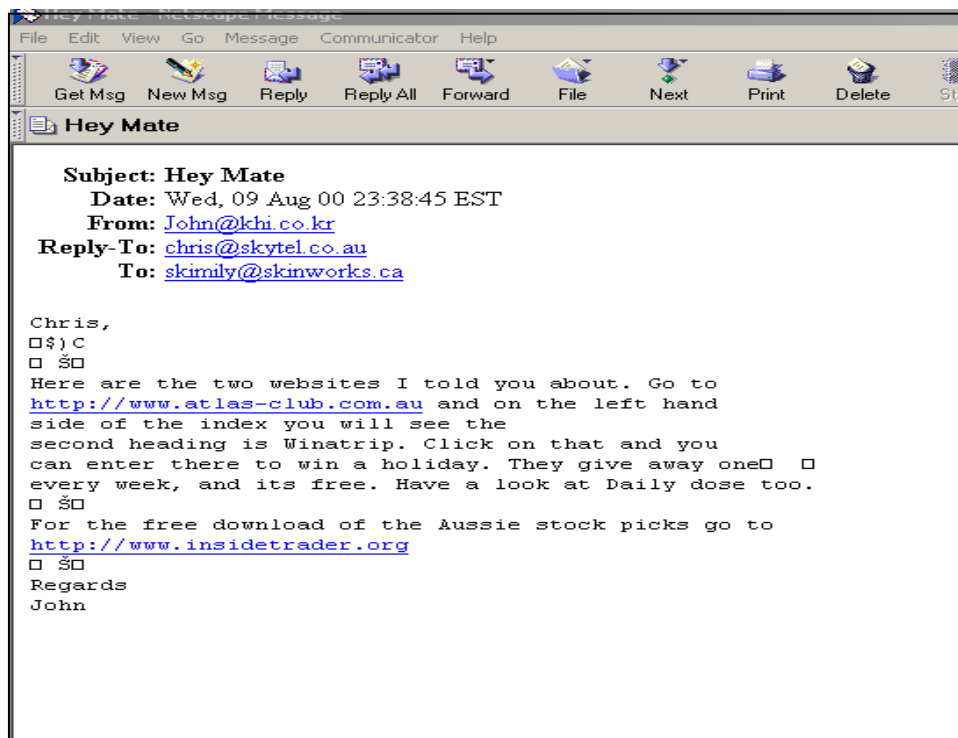 Hey Mate - Netscape Message
File Edit View Go Message Communicator Help
Get Msg New Msg Reply Reply All Forward File Next Print Delete
Hey Mate
Subject: Hey Mate
Date: Wed, 09 Aug 00 23:38:45 EST
From: John@khi.co.kr
Reply-To: chris@skytel.co.au
To: skimily@skinworks.ca
Chris,
□$)C
□ Š□
Here are the two websites I told you about. Go to
http://www.atlas-club.com.au and on the left hand
side of the index you will see the
second heading is Winatrip. Click on that and you
can enter there to win a holiday. They give away one□ □
every week, and its free. Have a look at Daily dose too.
□ Š□
For the free download of the Aussie stock picks go to
http://www.insidetrader.org
□ Š□
Regards
John